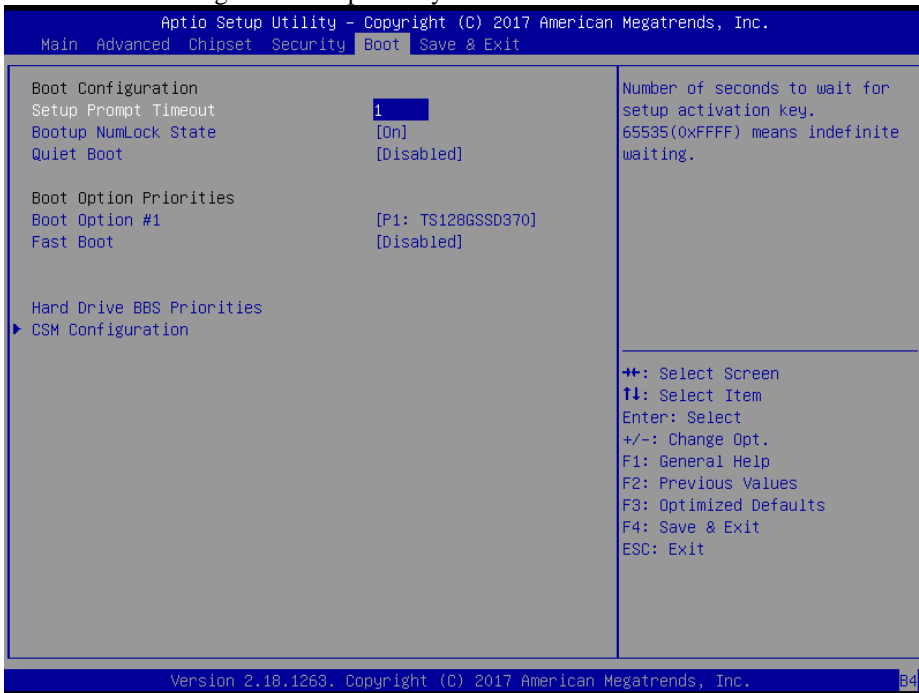 Aptio Setup Utility – Copyright (C) 2017 American Megatrends, Inc.
Main Advanced Chipset Security Boot Save & Exit
Boot Configuration
Setup Prompt Timeout 1
Bootup NumLock State [On]
Quiet Boot [Disabled]
Boot Option Priorities
Boot Option #1 [P1: TS128GSSD370]
Fast Boot [Disabled]
Hard Drive BBS Priorities
CSM Configuration
Number of seconds to wait for
setup activation key.
65535(0xFFFF) means indefinite
waiting.
→←: Select Screen
↑↓: Select Item
Enter: Select
+/-: Change Opt.
F1: General Help
F2: Previous Values
F3: Optimized Defaults
F4: Save & Exit
ESC: Exit
Version 2.18.1263. Copyright (C) 2017 American Megatrends, Inc.
B4